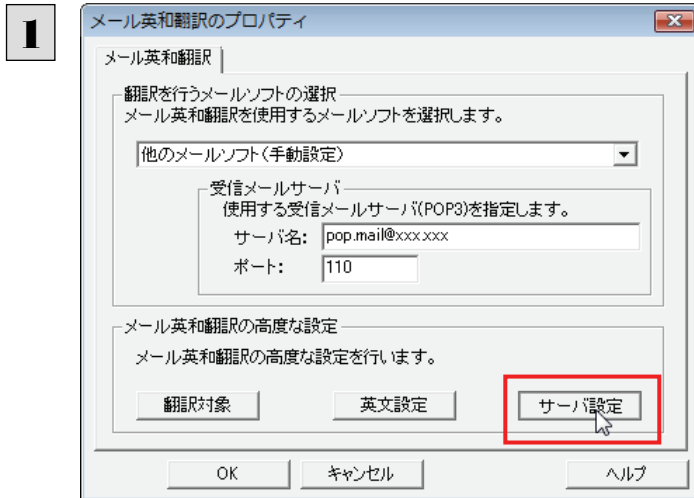 1
メール英和翻訳のプロパティ
メール英和翻訳
翻訳を行うメールソフトの選択
メール英和翻訳を使用するメールソフトを選択します。
他のメールソフト(手動設定)
受信メールサーバ
使用する受信メールサーバ(POP3)を指定します。
サーバ名: pop.mail@xxx.xxx
ポート: 110
メール英和翻訳の高度な設定
メール英和翻訳の高度な設定を行います。
翻訳対象 英文設定 サーバ設定
OK キャンセル ヘルプ